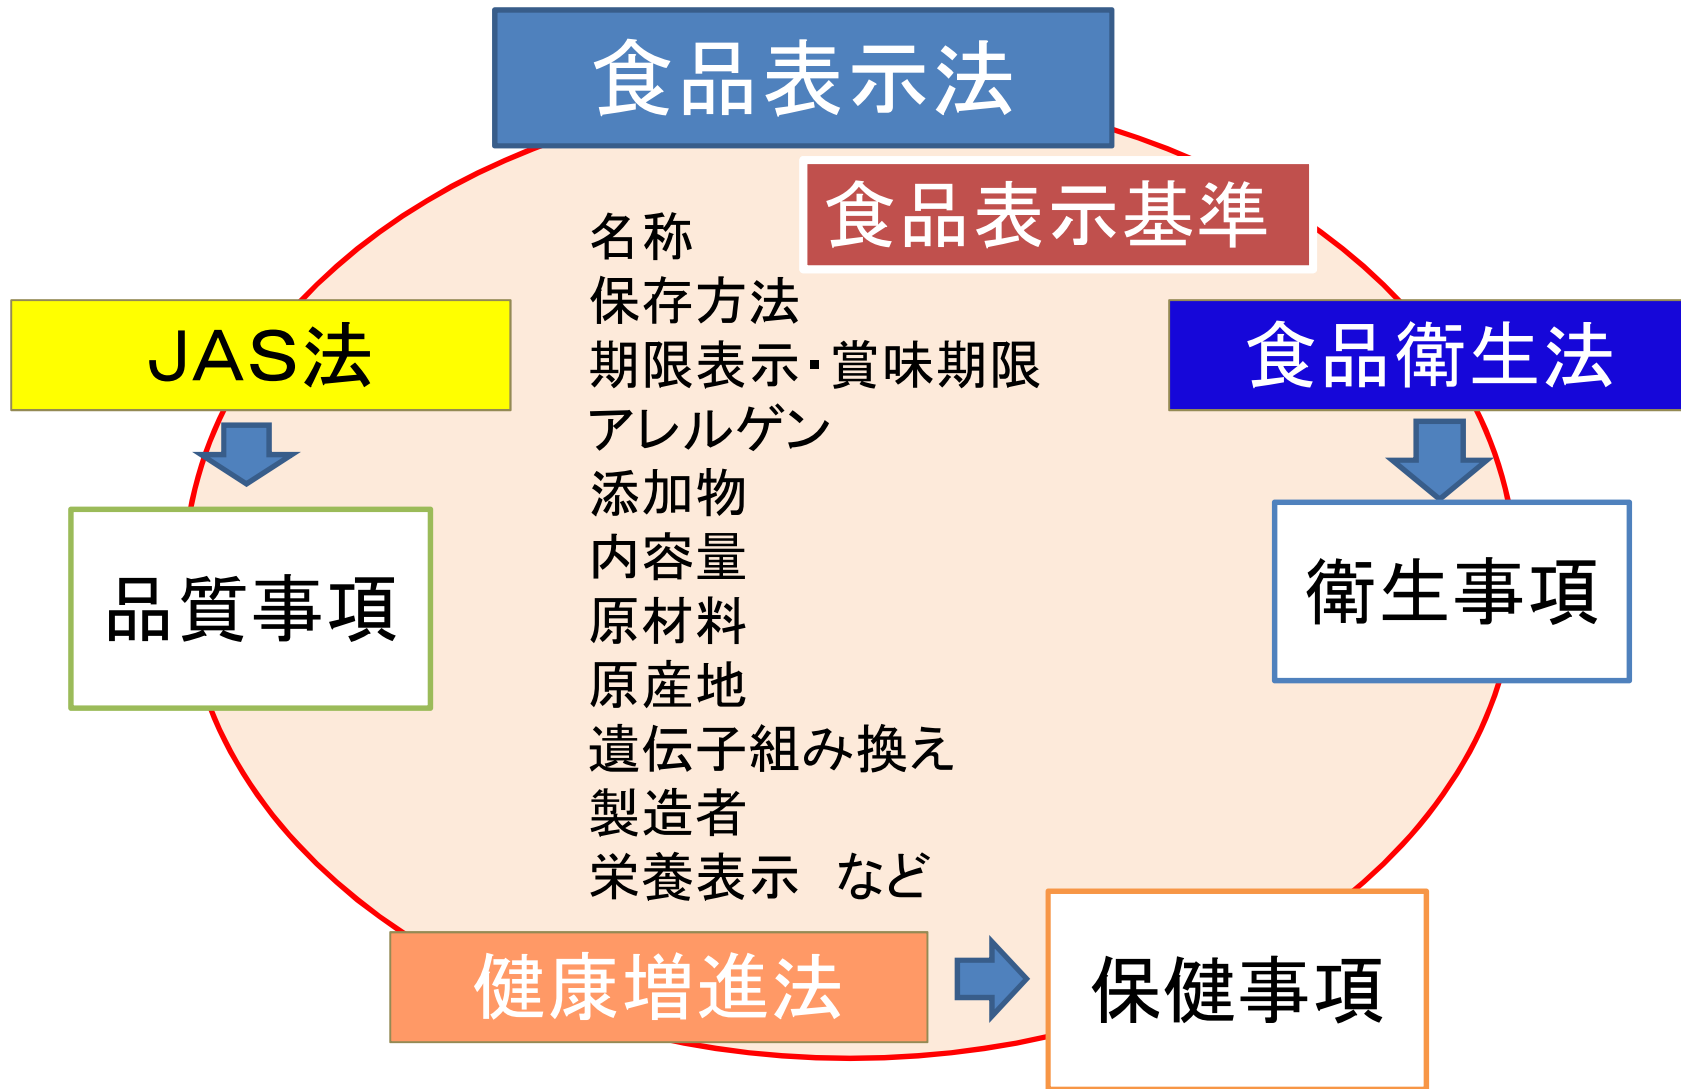 食品表示法
食品表示基準
名称
保存方法
期限表示・賞味期限
アレルゲン
添加物
内容量
原材料
原産地
遺伝子組み換え
製造者
栄養表示　など
JAS法
品質事項
食品衛生法
衛生事項
健康増進法
保健事項